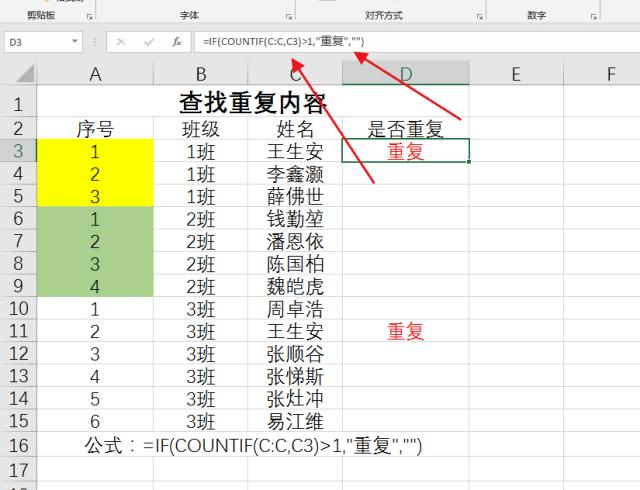 剪贴板 字体 对齐方式 数字
D3 fx =IF(COUNTIF(C:C,C3)>1,"重复","")
A B C D E F
1 查找重复内容
2 序号 班级 姓名 是否重复
3 1 1班 王生安 重复
4 2 1班 李鑫灏
5 3 1班 薛佛世
6 1 2班 钱勤堃
7 2 2班 潘恩依
8 3 2班 陈国柏
9 4 2班 魏皑虎
10 1 3班 周卓浩
11 2 3班 王生安 重复
12 3 3班 张顺谷
13 4 3班 张悌斯
14 5 3班 张灶冲
15 6 3班 易江维
16 公式：=IF(COUNTIF(C:C,C3)>1,"重复","")
17